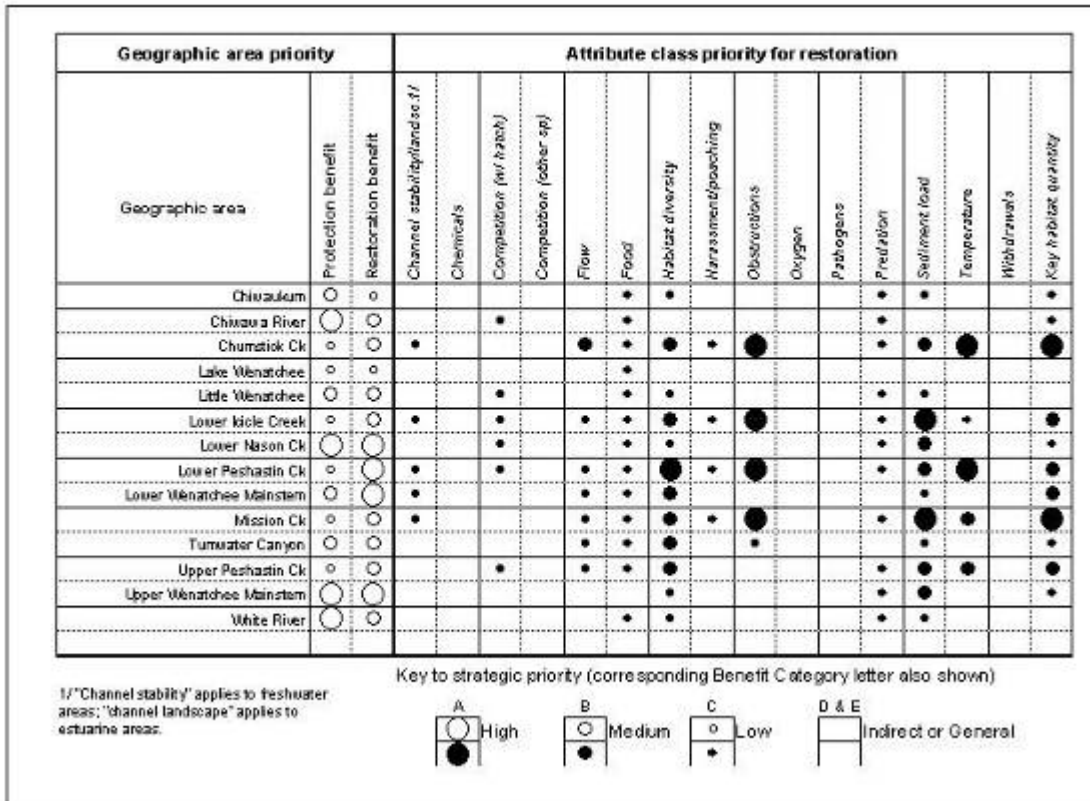 Geographic area priority
Attribute class priority for restoration
Geographic area
Protection benefit
Restoration benefit
Channel stability/landsc.1/
Chemicals
Competition (w/ hatch)
Competition (other sp)
Flow
Food
Habitat diversity
Harassment/poaching
Obstructions
Oxygen
Pathogens
Predation
Sediment load
Temperature
Withdrawals
Key habitat quantity
Chiwaukum
Chiwawa River
Chumstick Ck
Lake Wenatchee
Little Wenatchee
Lower Icicle Creek
Lower Nason Ck
Lower Peshastin Ck
Lower Wenatchee Mainstem
Mission Ck
Tumwater Canyon
Upper Peshastin Ck
Upper Wenatchee Mainstem
White River
1/ "Channel stability" applies to freshwater
areas; "channel landscape" applies to
estuarine areas.
Key to strategic priority (corresponding Benefit Category letter also shown)
A B C D & E
High Medium Low Indirect or General